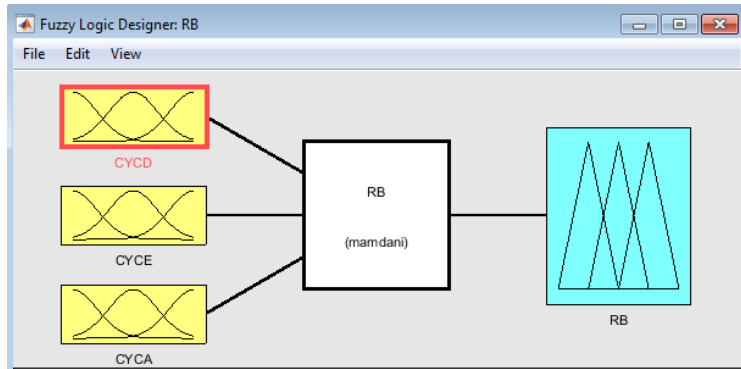 Fuzzy Logic Designer: RB
File Edit View
CYCD
CYCE
CYCA
RB
(mamdani)
RB